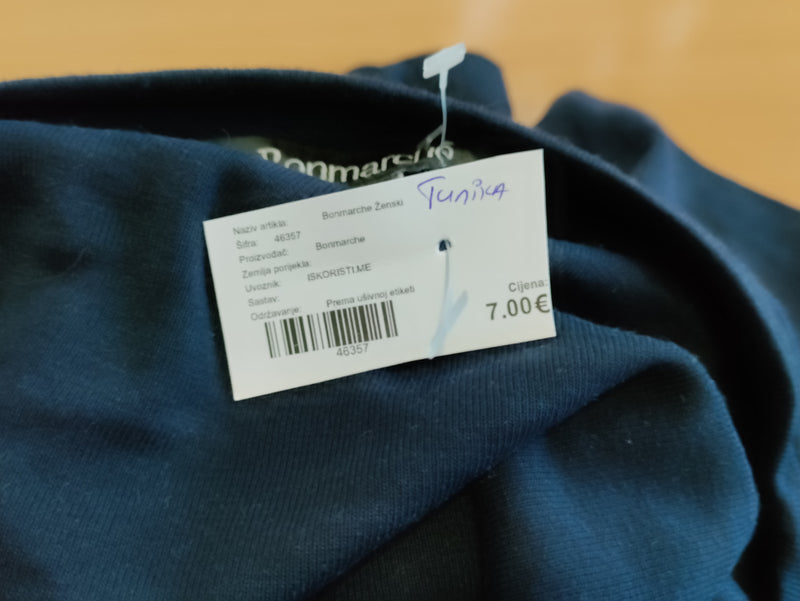 Bonmarché
Tunika
Naziv artikla: Bonmarche Ženski
Šifra: 46357
Proizvođač: Bonmarche
Zemlja porijekla:
Uvoznik: ISKORISTI.ME
Sastav:
Održavanje: Prema ušivnoj etiketi
46357
Cijena:
7.00€